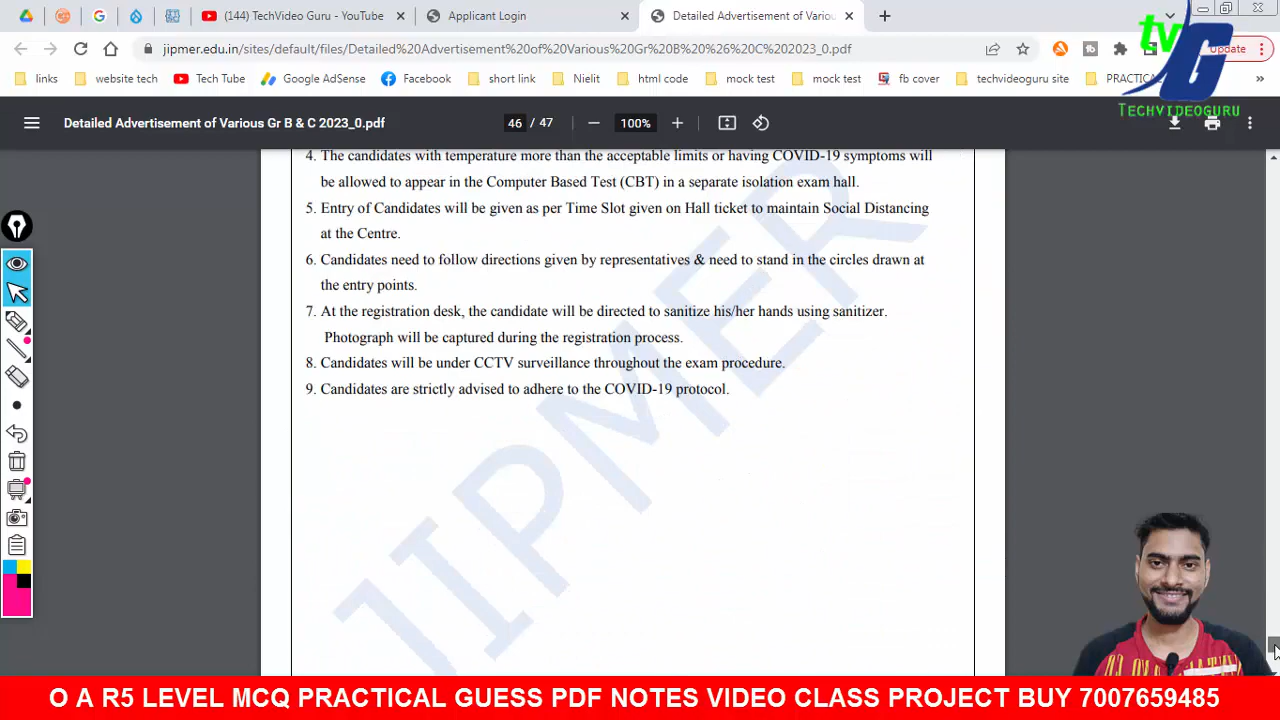 (144) TechVideo Guru - YouTube
Applicant Login
Detailed Advertisement of Variou
jipmer.edu.in/sites/default/files/Detailed%20Advertisement%20of%20Various%20Gr%20B%20%26%20C%202023_0.pdf
Update
links
website tech
Tech Tube
Google AdSense
Facebook
short link
Nielit
html code
mock test
mock test
fb cover
techvideoguru site
PRACTICAL
»
tv
G
TECHVIDEOGURU
Detailed Advertisement of Various Gr B & C 2023_0.pdf
46 / 47
100%
4. The candidates with temperature more than the acceptable limits or having COVID-19 symptoms will
be allowed to appear in the Computer Based Test (CBT) in a separate isolation exam hall.
5. Entry of Candidates will be given as per Time Slot given on Hall ticket to maintain Social Distancing
at the Centre.
6. Candidates need to follow directions given by representatives & need to stand in the circles drawn at
the entry points.
7. At the registration desk, the candidate will be directed to sanitize his/her hands using sanitizer.
Photograph will be captured during the registration process.
8. Candidates will be under CCTV surveillance throughout the exam procedure.
9. Candidates are strictly advised to adhere to the COVID-19 protocol.
JIPMER
O A R5 LEVEL MCQ PRACTICAL GUESS PDF NOTES VIDEO CLASS PROJECT BUY 7007659485